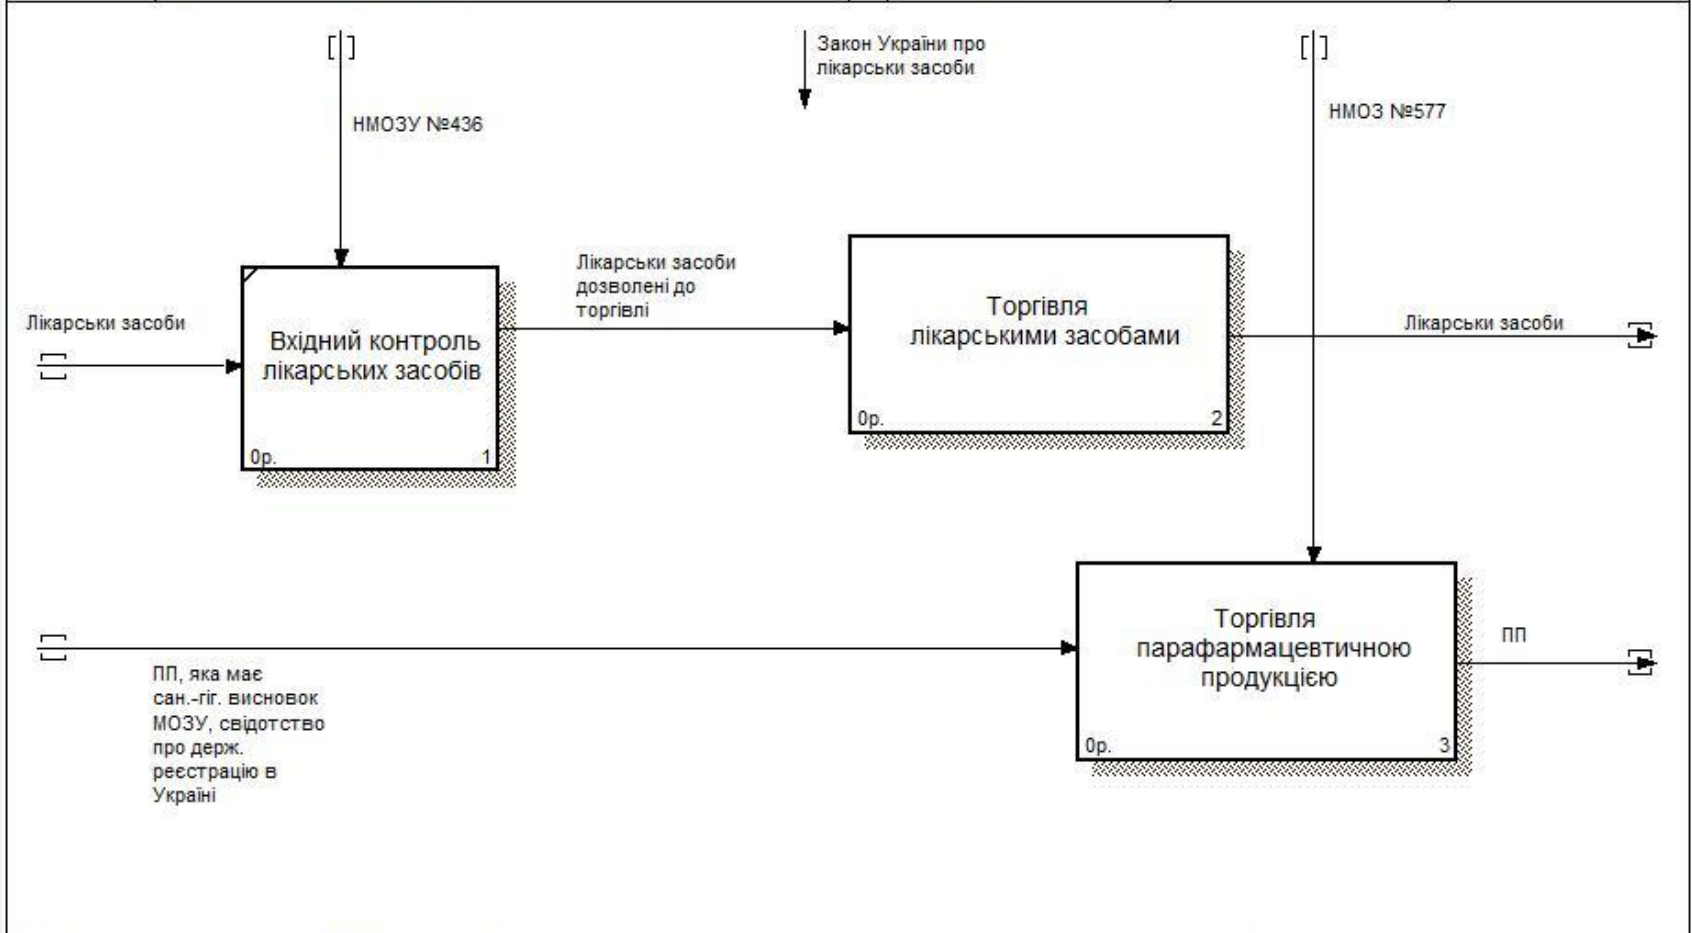 Закон України про
лікарськи засоби
НМОЗУ №436
НМОЗ №577
Лікарськи засоби
Вхідний контроль
лікарських засобів
0р. 1
Лікарськи засоби
дозволені до
торгівлі
Торгівля
лікарськими засобами
0р. 2
Лікарськи засоби
ПП, яка має
сан.-гіг. висновок
МОЗУ, свідотство
про держ.
реєстрацію в
Україні
Торгівля
парафармацевтичною
продукцією
0р. 3
ПП